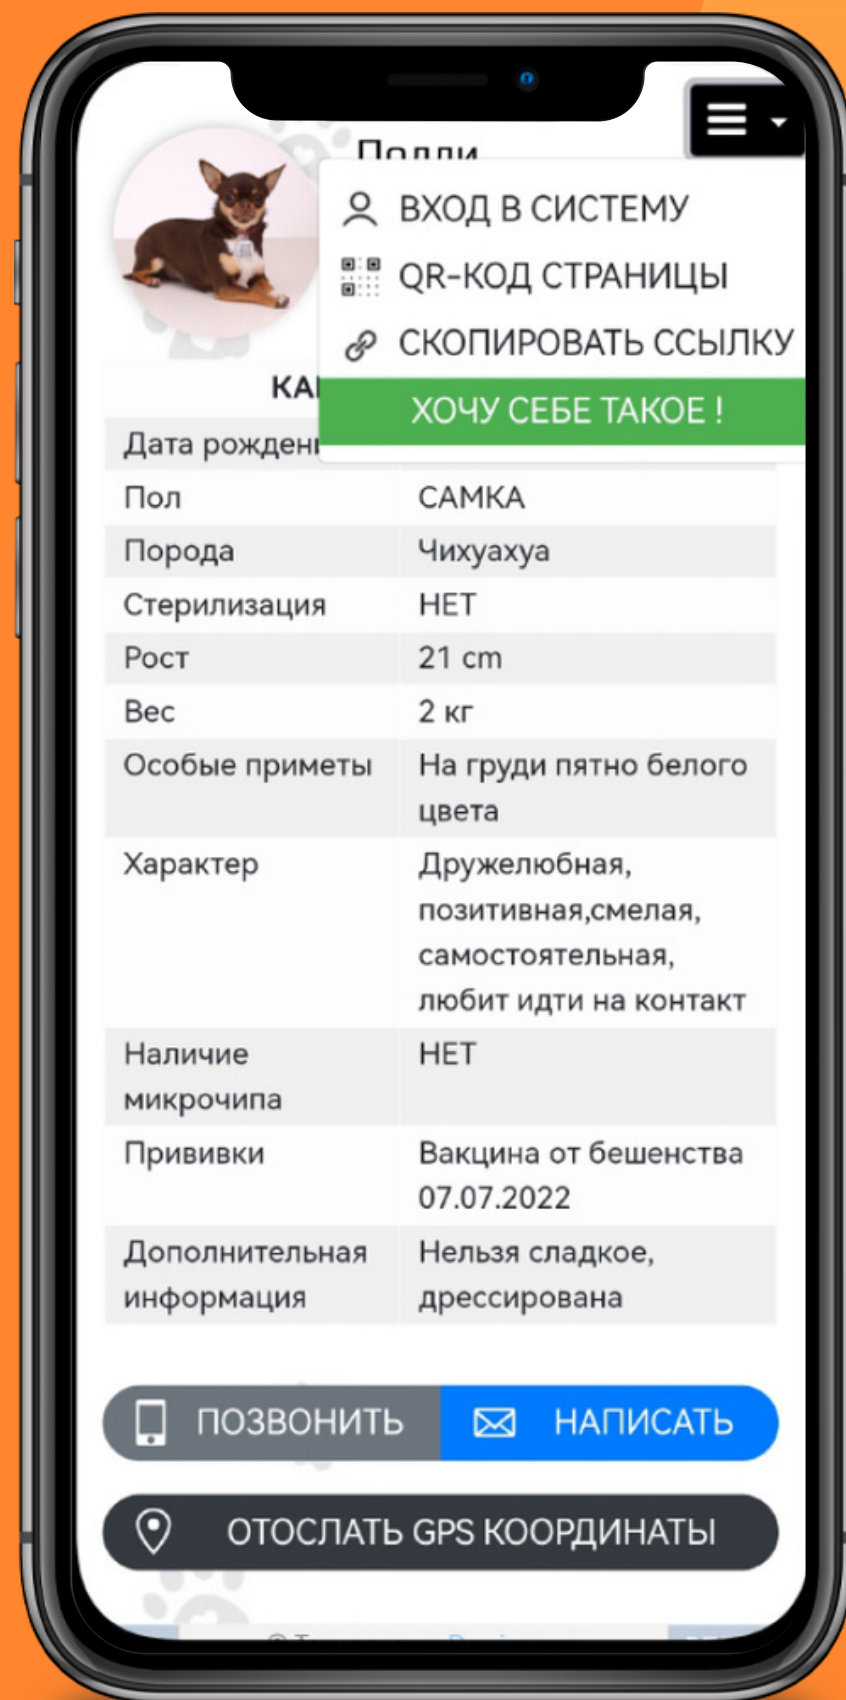 Полли
ВХОД В СИСТЕМУ
QR-КОД СТРАНИЦЫ
СКОПИРОВАТЬ ССЫЛКУ
ХОЧУ СЕБЕ ТАКОЕ !
Пол САМКА
Порода Чихуахуа
Стерилизация НЕТ
Рост 21 cm
Вес 2 кг
Особые приметы На груди пятно белого
цвета
Характер Дружелюбная,
позитивная,смелая,
самостоятельная,
любит идти на контакт
Наличие НЕТ
микрочипа
Прививки Вакцина от бешенства
07.07.2022
Дополнительная Нельзя сладкое,
информация дрессирована
ПОЗВОНИТЬ НАПИСАТЬ
ОТОСЛАТЬ GPS КООРДИНАТЫ